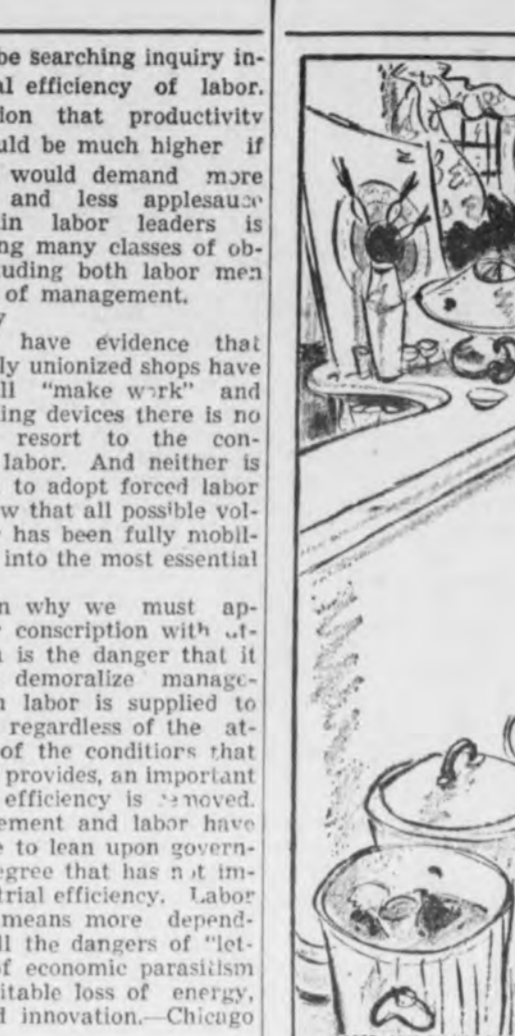 be searching inquiry in-
al efficiency of labor.
tion that productivity
uld be much higher if
would demand more
and less applesauce
in labor leaders is
ng many classes of ob-
uding both labor men
of management.
y
have evidence that
ly unionized shops have
ll "make work" and
ing devices there is no
resort to the con-
labor. And neither is
to adopt forced labor
w that all possible vol-
has been fully mobil-
into the most essential
n why we must ap-
conscription with ut-
is the danger that it
demoralize manage-
n labor is supplied to
regardless of the at-
of the conditions that
provides, an important
efficiency is removed.
ement and labor have
e to lean upon govern-
egree that has not im-
trial efficiency. Labor
means more depend-
ll the dangers of "let-
f economic parasitism
itable loss of energy,
d innovation.—Chicago